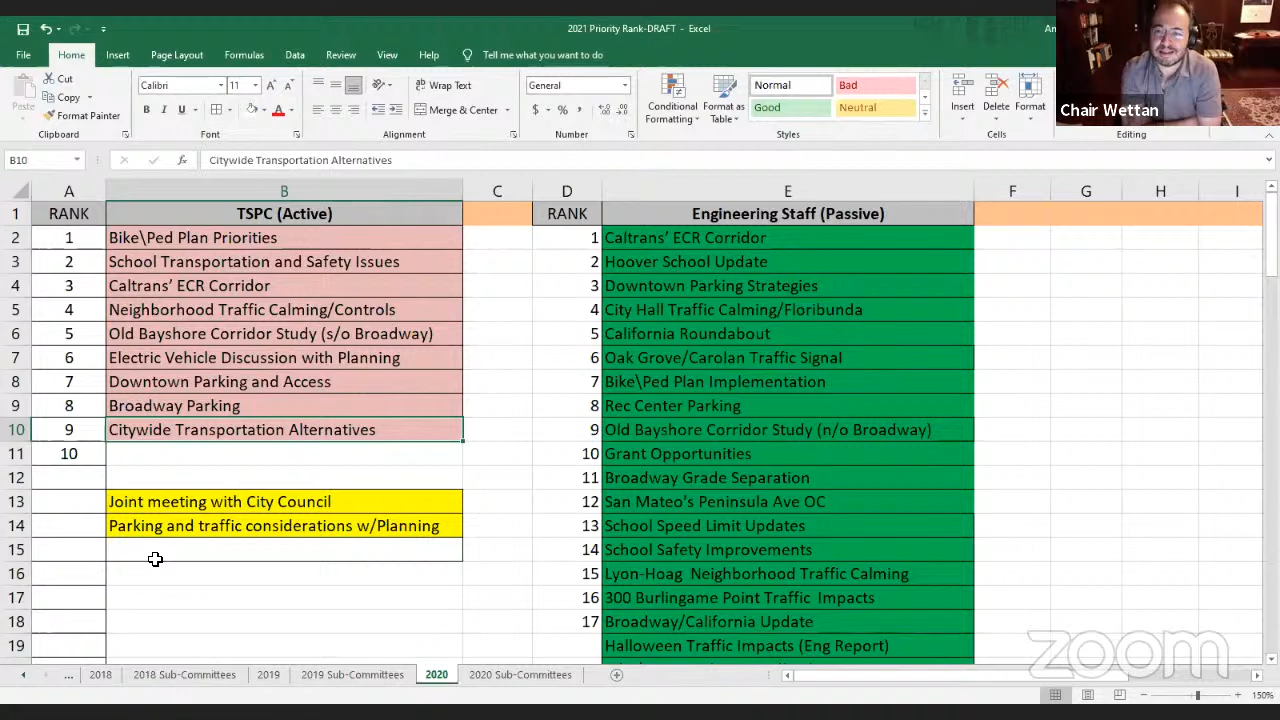 2021 Priority Rank-DRAFT - Excel
File Home Insert Page Layout Formulas Data Review View Help Tell me what you want to do
Cut
Copy
Format Painter
Paste
Clipboard
Calibri 11
B I U
Font
Wrap Text
Merge & Center
Alignment
General
$ % ,
Number
Conditional Formatting
Format as Table
Normal Bad
Good Neutral
Styles
Insert Delete Format
Cells
Editing
Chair Wettan
B10 fx Citywide Transportation Alternatives
A B C D E F G H I
1 RANK TSPC (Active) RANK Engineering Staff (Passive)
2 1 Bike\Ped Plan Priorities 1 Caltrans’ ECR Corridor
3 2 School Transportation and Safety Issues 2 Hoover School Update
4 3 Caltrans’ ECR Corridor 3 Downtown Parking Strategies
5 4 Neighborhood Traffic Calming/Controls 4 City Hall Traffic Calming/Floribunda
6 5 Old Bayshore Corridor Study (s/o Broadway) 5 California Roundabout
7 6 Electric Vehicle Discussion with Planning 6 Oak Grove/Carolan Traffic Signal
8 7 Downtown Parking and Access 7 Bike\Ped Plan Implementation
9 8 Broadway Parking 8 Rec Center Parking
10 9 Citywide Transportation Alternatives 9 Old Bayshore Corridor Study (n/o Broadway)
11 10 10 Grant Opportunities
12 11 Broadway Grade Separation
13 Joint meeting with City Council 12 San Mateo's Peninsula Ave OC
14 Parking and traffic considerations w/Planning 13 School Speed Limit Updates
15 14 School Safety Improvements
16 15 Lyon-Hoag Neighborhood Traffic Calming
17 16 300 Burlingame Point Traffic Impacts
18 17 Broadway/California Update
19 Halloween Traffic Impacts (Eng Report)
zoom
... 2018 2018 Sub-Committees 2019 2019 Sub-Committees 2020 2020 Sub-Committees
150%